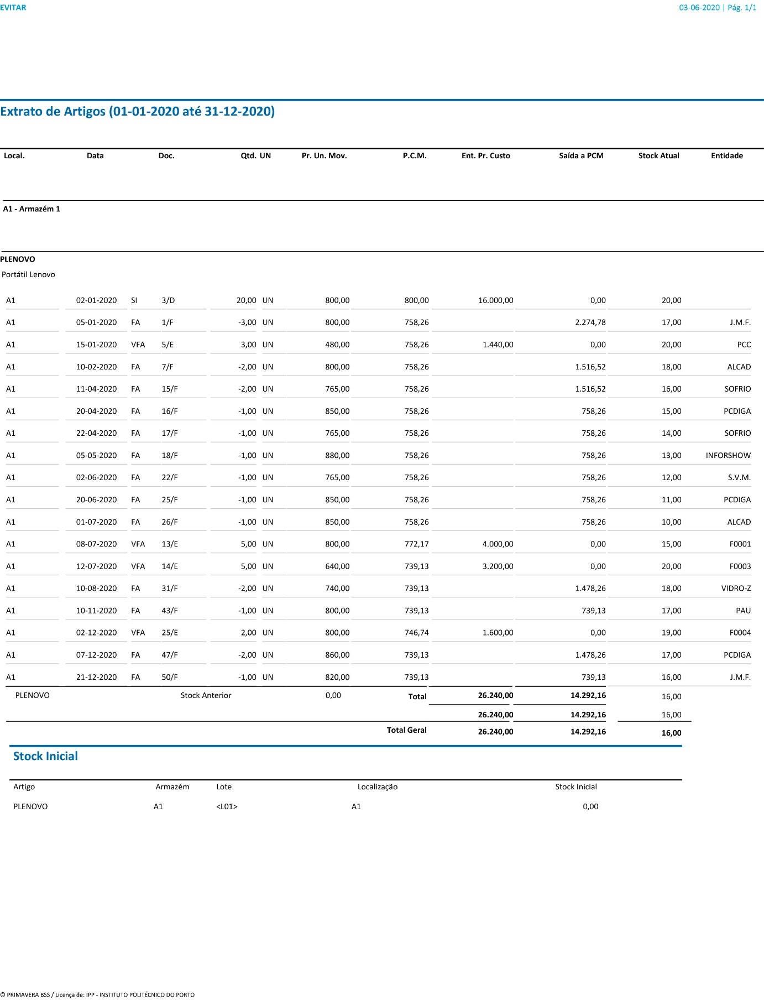 EVITAR 03-06-2020 | Pág. 1/1
Extrato de Artigos (01-01-2020 até 31-12-2020)
Local. Data Doc. Qtd. UN Pr. Un. Mov. P.C.M. Ent. Pr. Custo Saída a PCM Stock Atual Entidade
A1 - Armazém 1
PLENOVO
Portátil Lenovo
A1 02-01-2020 SI 3/D 20,00 UN 800,00 800,00 16.000,00 0,00 20,00
A1 05-01-2020 FA 1/F -3,00 UN 800,00 758,26 2.274,78 17,00 J.M.F.
A1 15-01-2020 VFA 5/E 3,00 UN 480,00 758,26 1.440,00 0,00 20,00 PCC
A1 10-02-2020 FA 7/F -2,00 UN 800,00 758,26 1.516,52 18,00 ALCAD
A1 11-04-2020 FA 15/F -2,00 UN 765,00 758,26 1.516,52 16,00 SOFRIO
A1 20-04-2020 FA 16/F -1,00 UN 850,00 758,26 758,26 15,00 PCDIGA
A1 22-04-2020 FA 17/F -1,00 UN 765,00 758,26 758,26 14,00 SOFRIO
A1 05-05-2020 FA 18/F -1,00 UN 880,00 758,26 758,26 13,00 INFORSHOW
A1 02-06-2020 FA 22/F -1,00 UN 765,00 758,26 758,26 12,00 S.V.M.
A1 20-06-2020 FA 25/F -1,00 UN 850,00 758,26 758,26 11,00 PCDIGA
A1 01-07-2020 FA 26/F -1,00 UN 850,00 758,26 758,26 10,00 ALCAD
A1 08-07-2020 VFA 13/E 5,00 UN 800,00 772,17 4.000,00 0,00 15,00 F0001
A1 12-07-2020 VFA 14/E 5,00 UN 640,00 739,13 3.200,00 0,00 20,00 F0003
A1 10-08-2020 FA 31/F -2,00 UN 740,00 739,13 1.478,26 18,00 VIDRO-Z
A1 10-11-2020 FA 43/F -1,00 UN 800,00 739,13 739,13 17,00 PAU
A1 02-12-2020 VFA 25/E 2,00 UN 800,00 746,74 1.600,00 0,00 19,00 F0004
A1 07-12-2020 FA 47/F -2,00 UN 860,00 739,13 1.478,26 17,00 PCDIGA
A1 21-12-2020 FA 50/F -1,00 UN 820,00 739,13 739,13 16,00 J.M.F.
PLENOVO Stock Anterior 0,00 Total 26.240,00 14.292,16 16,00
26.240,00 14.292,16 16,00
Total Geral 26.240,00 14.292,16 16,00
Stock Inicial
Artigo Armazém Lote Localização Stock Inicial
PLENOVO A1 <L01> A1 0,00
© PRIMAVERA BSS / Licença de: IPP - INSTITUTO POLITÉCNICO DO PORTO